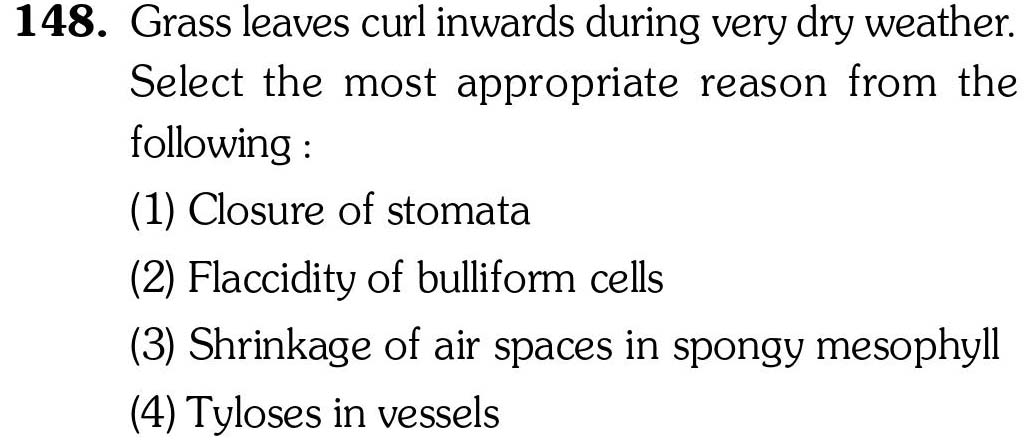 148. Grass leaves curl inwards during very dry weather.
Select the most appropriate reason from the
following :
(1) Closure of stomata
(2) Flaccidity of bulliform cells
(3) Shrinkage of air spaces in spongy mesophyll
(4) Tyloses in vessels